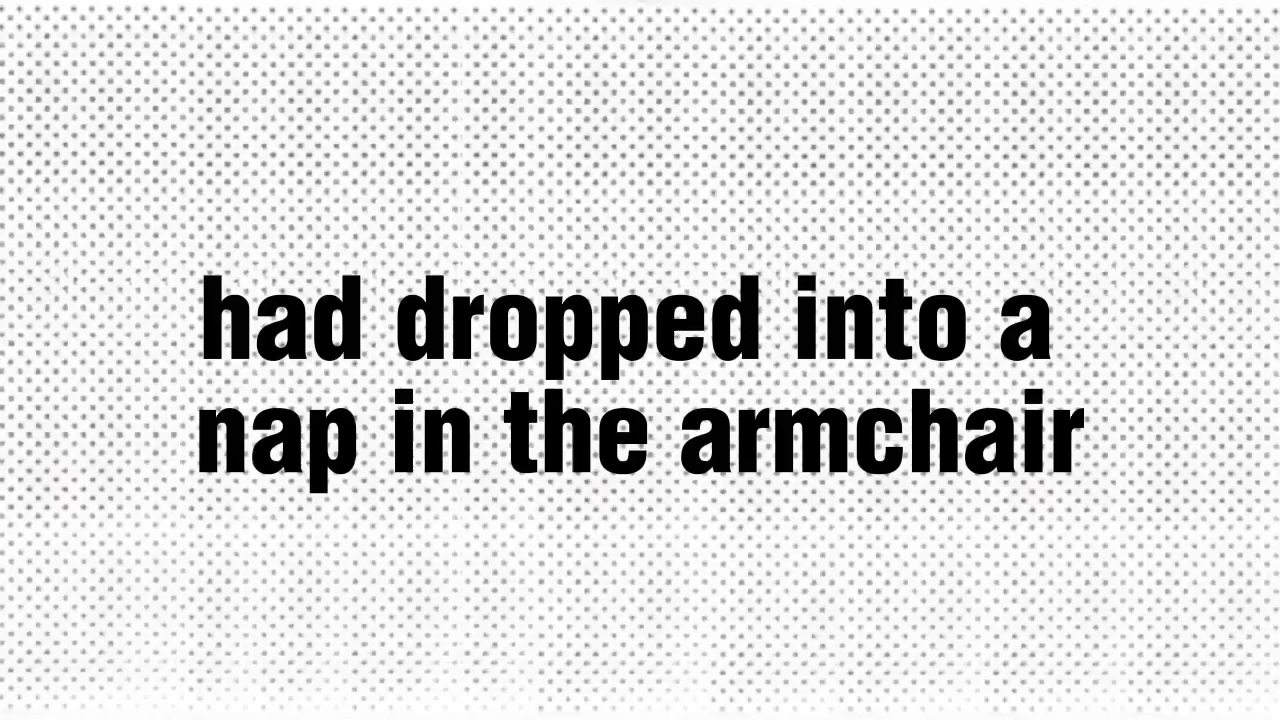 had dropped into a
nap in the armchair